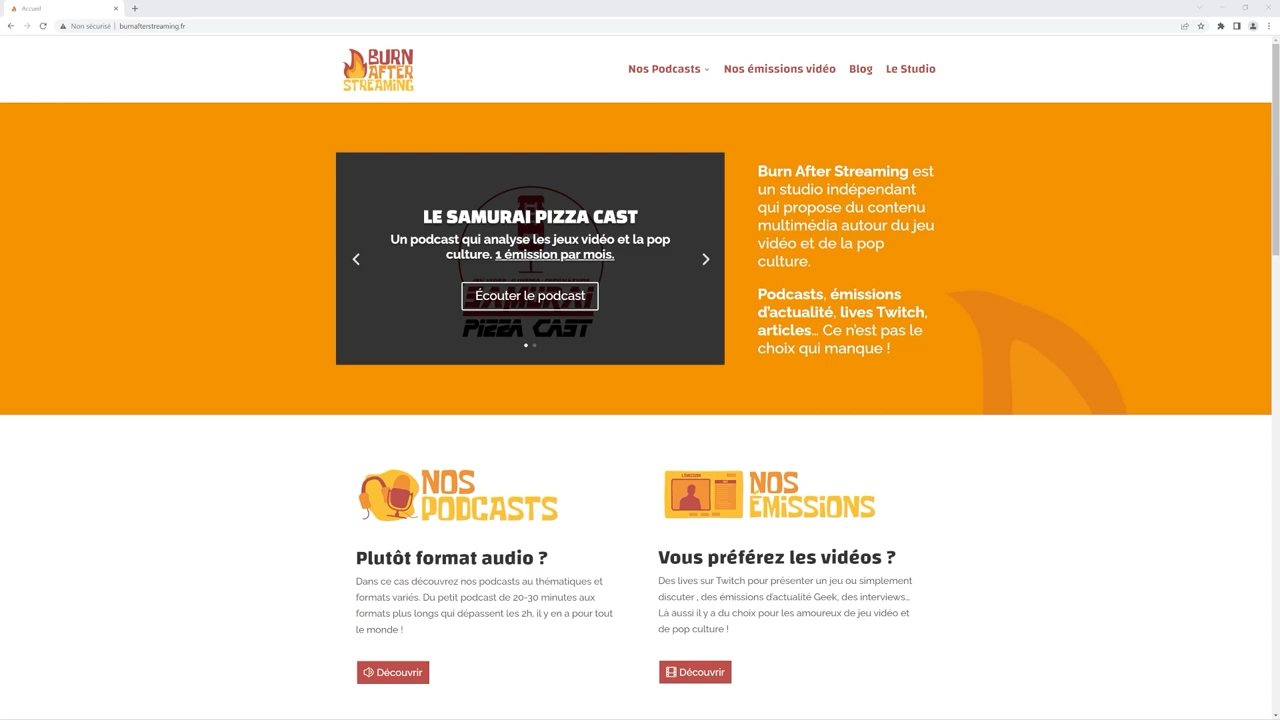 Accueil
Non sécurisé
burnafterstreaming.fr
BURN
AFTER
STREAMING
Nos Podcasts
Nos émissions vidéo
Blog
Le Studio
LE SAMURAI PIZZA CAST
Un podcast qui analyse les jeux vidéo et la pop
culture. 1 émission par mois.
Écouter le podcast
SAMURAI
PIZZA CAST
Burn After Streaming est
un studio indépendant
qui propose du contenu
multimédia autour du jeu
vidéo et de la pop
culture.
Podcasts, émissions
d'actualité, lives Twitch,
articles... Ce n'est pas le
choix qui manque !
NOS
PODCASTS
NOS
ÉMISSIONS
Plutôt format audio ?
Dans ce cas découvrez nos podcasts au thématiques et
formats variés. Du petit podcast de 20-30 minutes aux
formats plus longs qui dépassent les 2h, il y en a pour tout
le monde !
Découvrir
Vous préférez les vidéos ?
Des lives sur Twitch pour présenter un jeu ou simplement
discuter , des émissions d'actualité Geek, des interviews...
Là aussi il y a du choix pour les amoureux de jeu vidéo et
de pop culture !
Découvrir